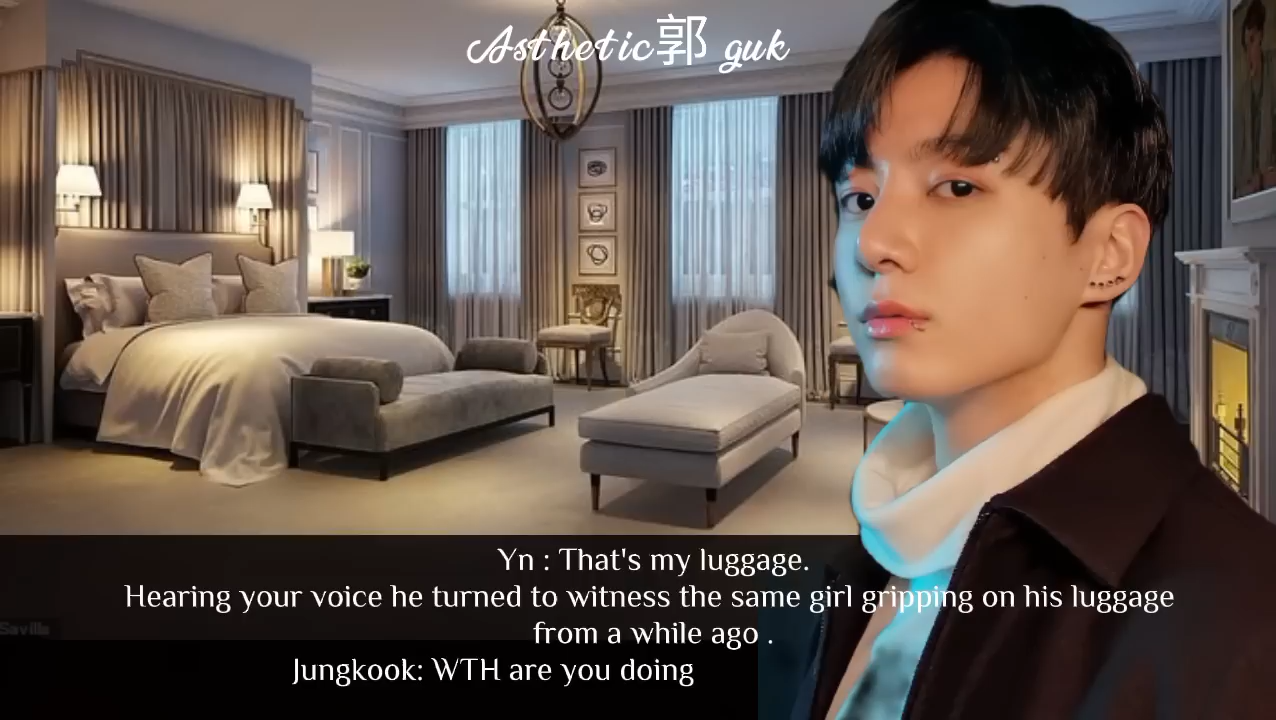 Asthetic郭 guk
Yn : That's my luggage.
Hearing your voice he turned to witness the same girl gripping on his luggage
from a while ago .
Savills
Jungkook: WTH are you doing